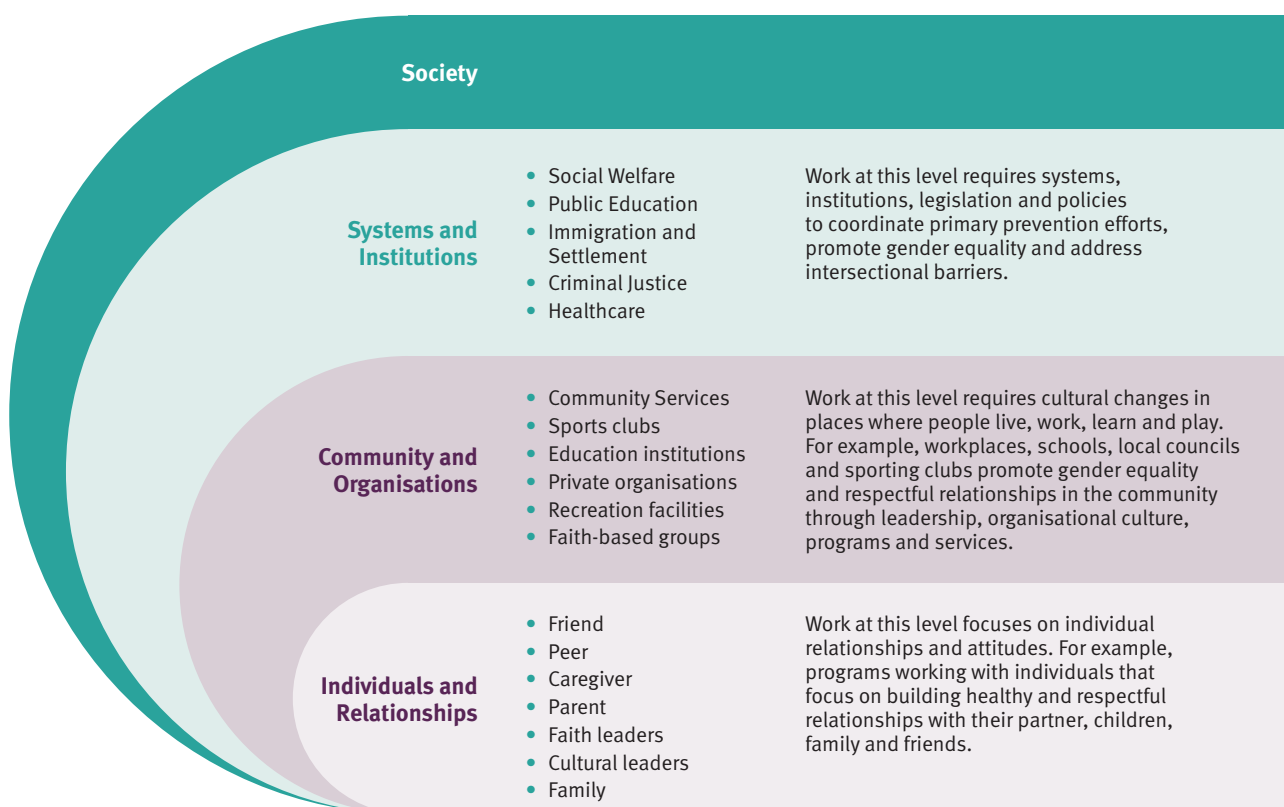 Society
Systems and
Institutions
• Social Welfare
• Public Education
• Immigration and
Settlement
• Criminal Justice
• Healthcare
Work at this level requires systems,
institutions, legislation and policies
to coordinate primary prevention efforts,
promote gender equality and address
intersectional barriers.
Community and
Organisations
• Community Services
• Sports clubs
• Education institutions
• Private organisations
• Recreation facilities
• Faith-based groups
Work at this level requires cultural changes in
places where people live, work, learn and play.
For example, workplaces, schools, local councils
and sporting clubs promote gender equality
and respectful relationships in the community
through leadership, organisational culture,
programs and services.
Individuals and
Relationships
• Friend
• Peer
• Caregiver
• Parent
• Faith leaders
• Cultural leaders
• Family
Work at this level focuses on individual
relationships and attitudes. For example,
programs working with individuals that
focus on building healthy and respectful
relationships with their partner, children,
family and friends.